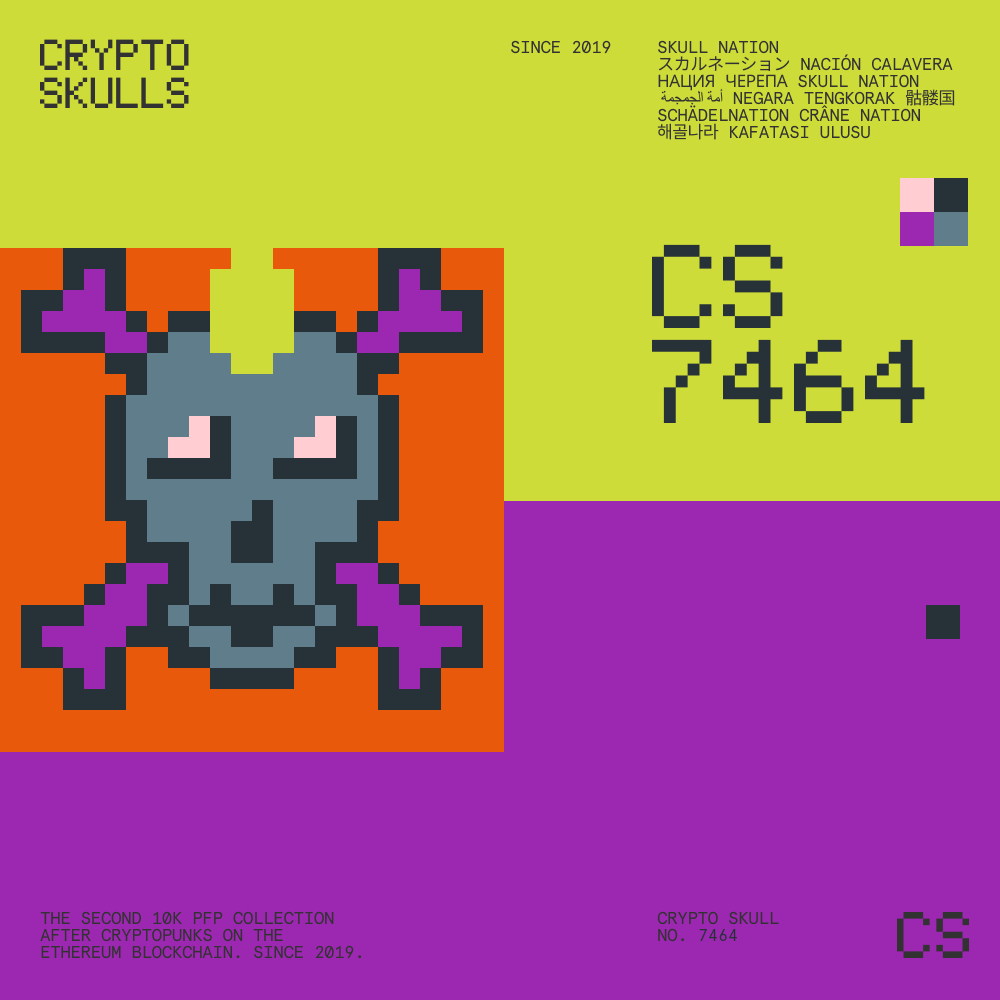 CRYPTO
SKULLS
SINCE 2019
SKULL NATION
スカルネーション NACIÓN CALAVERA
НАЦИЯ ЧЕРЕПА SKULL NATION
أمة الجمجمة NEGARA TENGKORAK 骷髅国
SCHÄDELNATION CRÂNE NATION
해골나라 KAFATASI ULUSU
CS
7464
THE SECOND 10K PFP COLLECTION
AFTER CRYPTOPUNKS ON THE
ETHEREUM BLOCKCHAIN. SINCE 2019.
CRYPTO SKULL
NO. 7464
CS